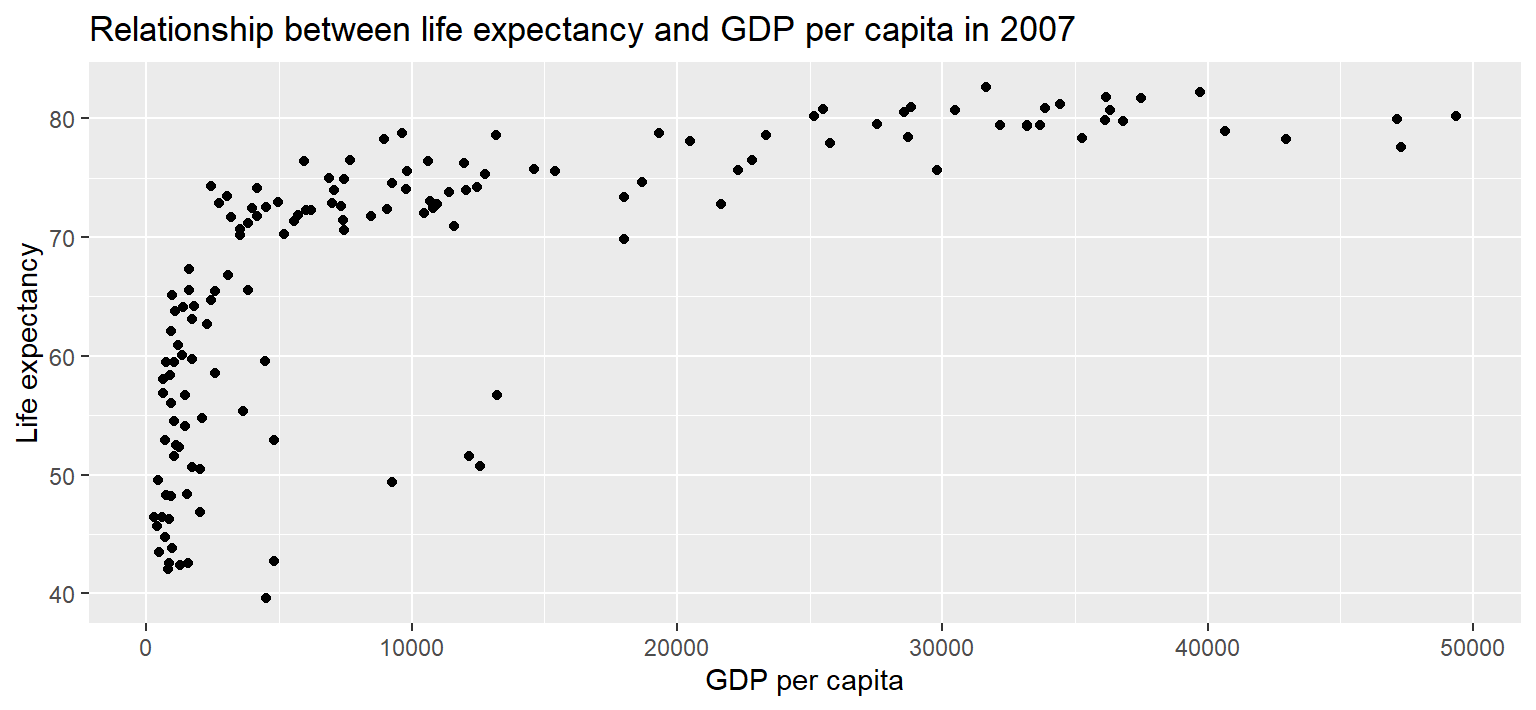 Relationship between life expectancy and GDP per capita in 2007
Life expectancy
80
70
60
50
40
0 10000 20000 30000 40000 50000
GDP per capita